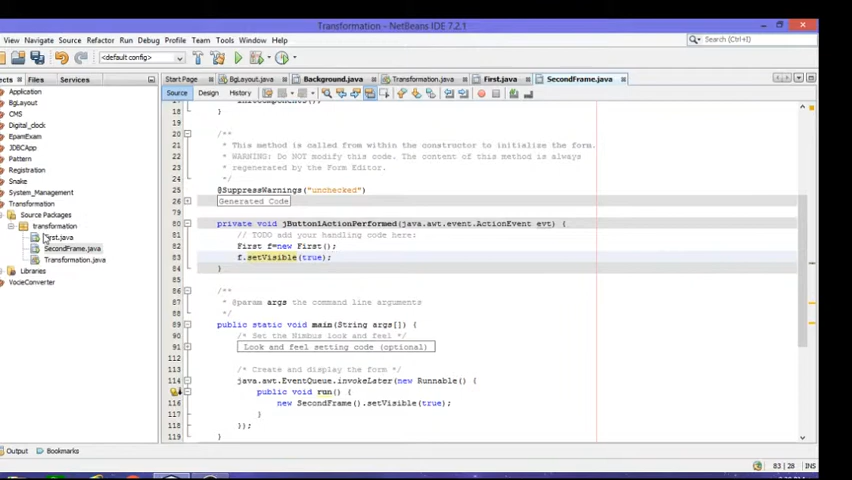 Transformation - NetBeans IDE 7.2.1
View Navigate Source Refactor Run Debug Profile Team Tools Window Help
Search (Ctrl+I)
<default config>
Files Services
Start Page BgLayout.java Background.java Transformation.java First.java SecondFrame.java
Source Design History
Application
BgLayout
CMS
Digital_clock
EpamExam
JDBCApp
Pattern
Registration
Snake
System_Management
Transformation
Source Packages
transformation
First.java
SecondFrame.java
Transformation.java
Libraries
VocieConverter
18 }
19
20 /**
21 * This method is called from within the constructor to initialize the form.
22 * WARNING: Do NOT modify this code. The content of this method is always
23 * regenerated by the Form Editor.
24 */
25 @SuppressWarnings("unchecked")
26 Generated Code
79
80 private void jButton1ActionPerformed(java.awt.event.ActionEvent evt) {
81 // TODO add your handling code here:
82 First f=new First();
83 f.setVisible(true);
84 }
85
86 /**
87 * @param args the command line arguments
88 */
89 public static void main(String args[]) {
90 /* Set the Nimbus look and feel */
91 Look and feel setting code (optional)
112
113 /* Create and display the form */
114 java.awt.EventQueue.invokeLater(new Runnable() {
public void run() {
116 new SecondFrame().setVisible(true);
117 }
118 });
119 }
Output Bookmarks
83 | 28 INS